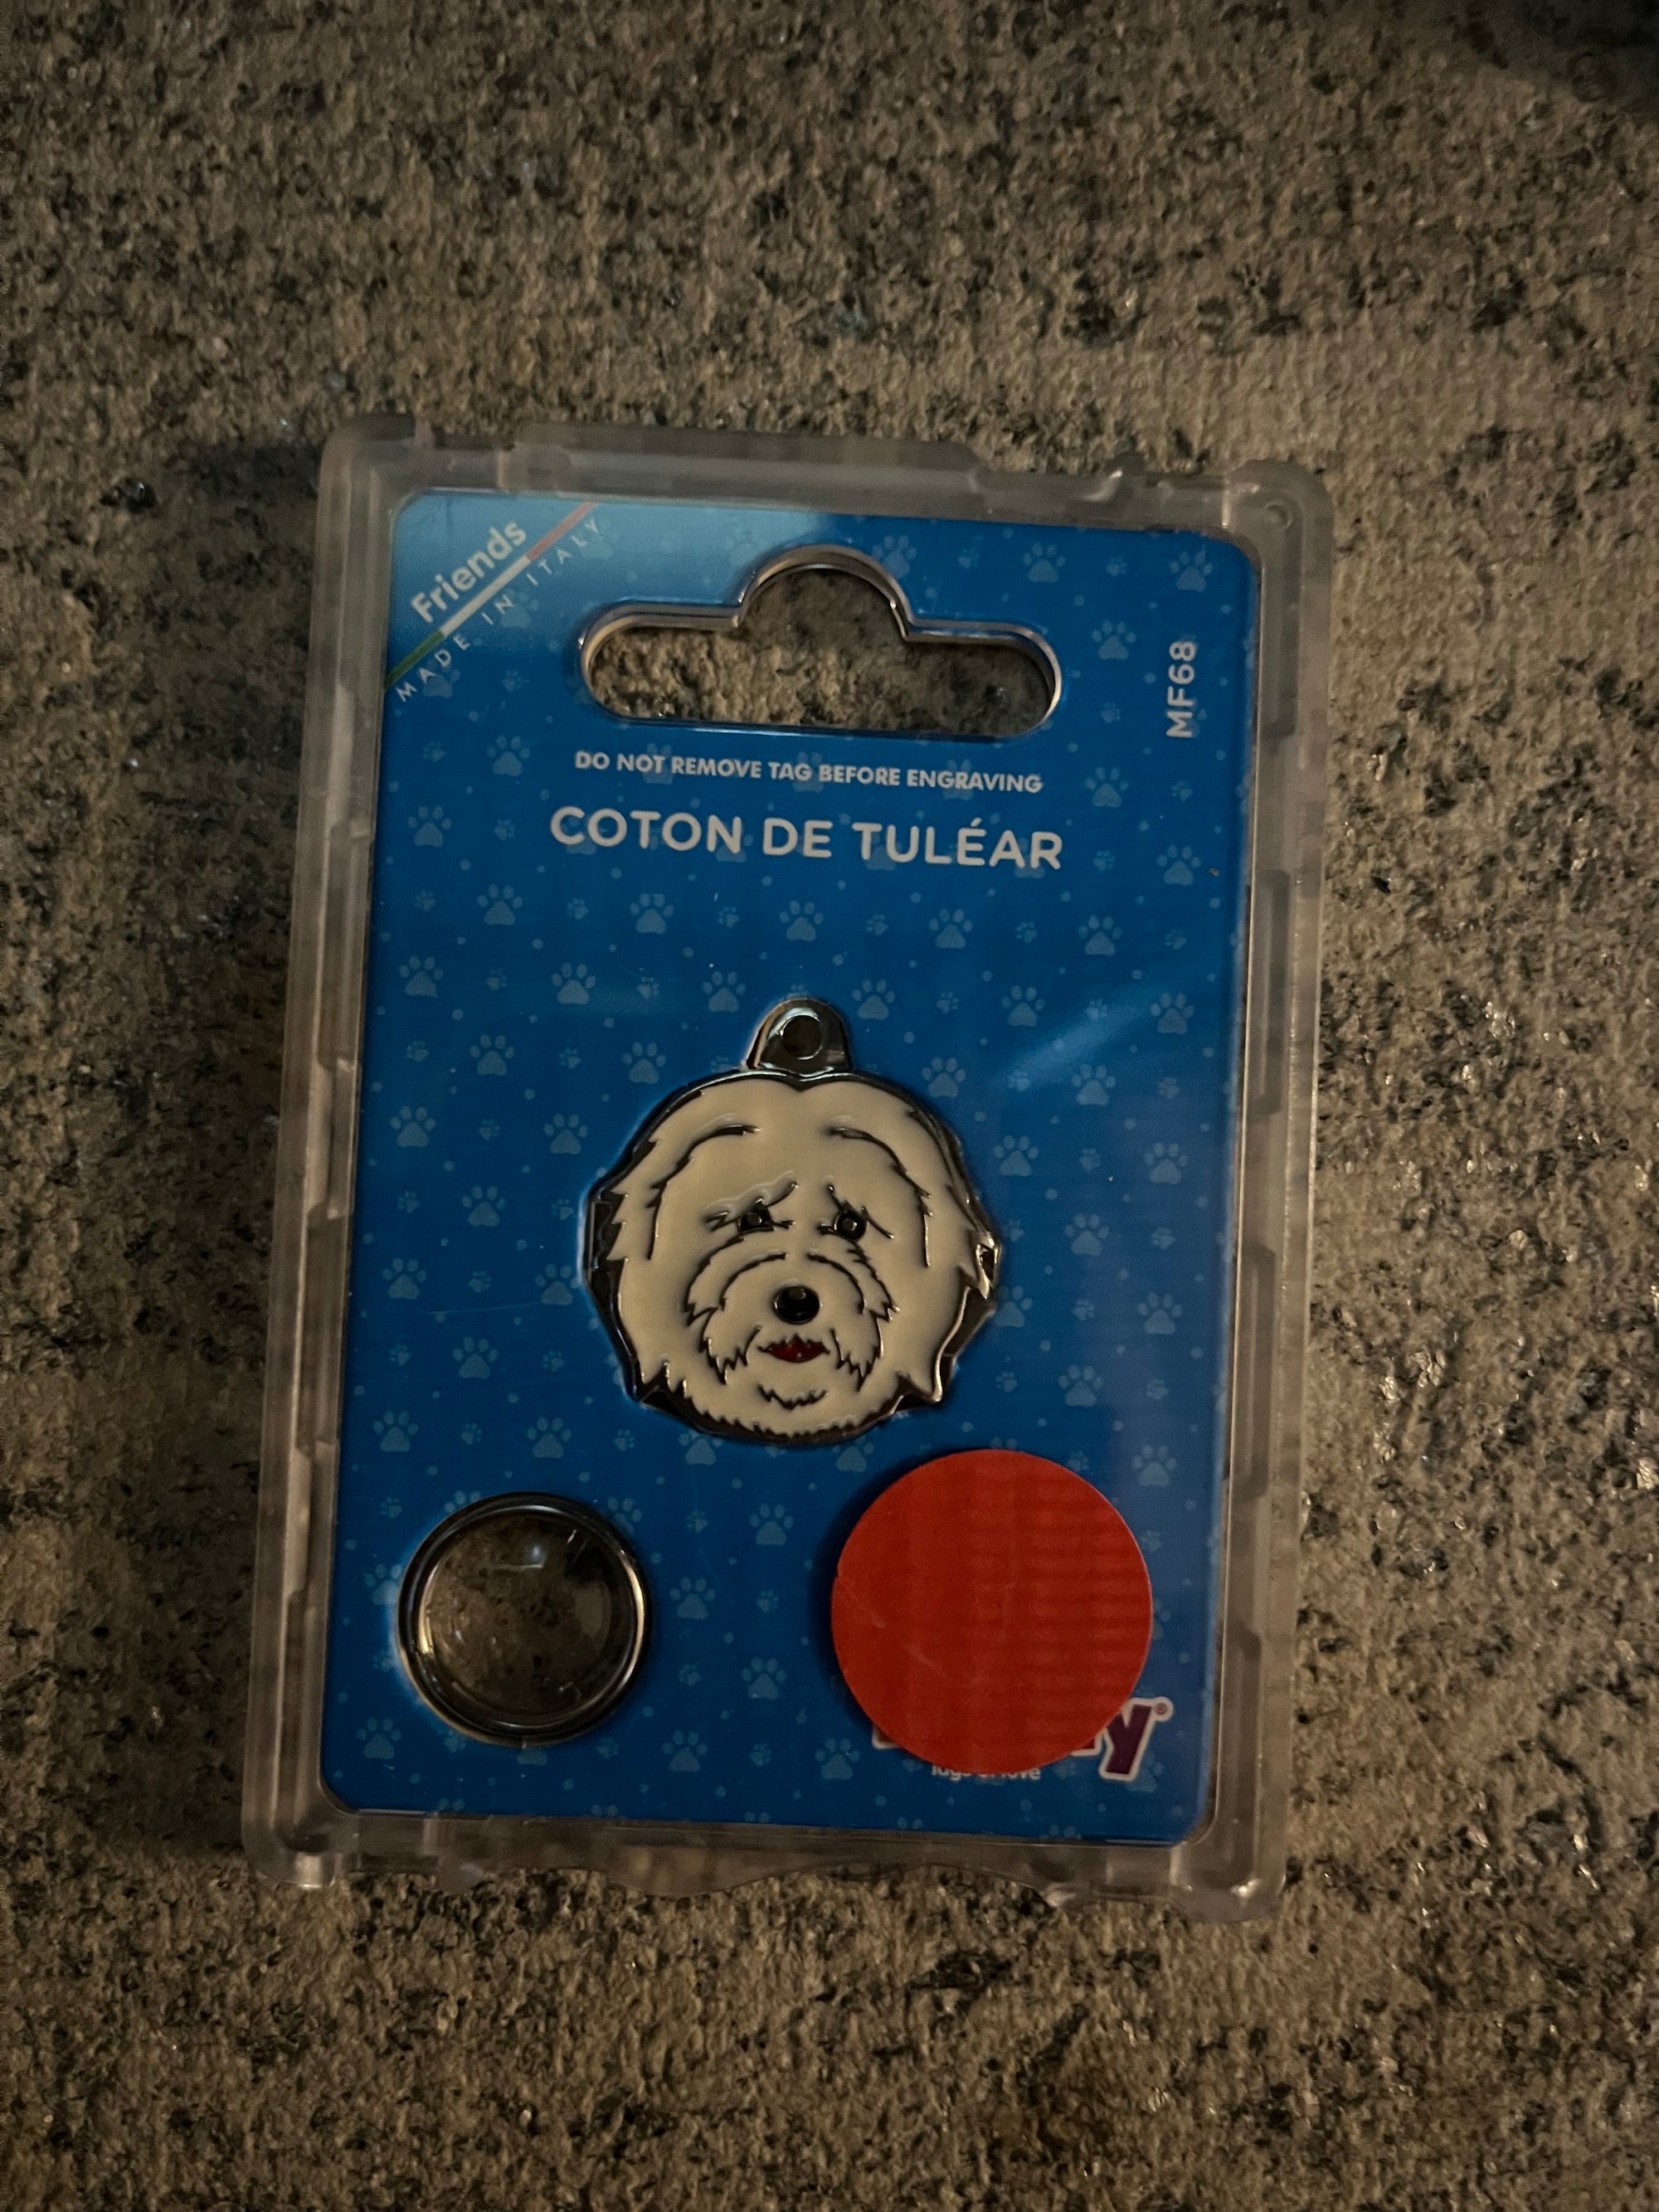 Friends
MADE IN ITALY
MF68
DO NOT REMOVE TAG BEFORE ENGRAVING
COTON DE TULÉAR